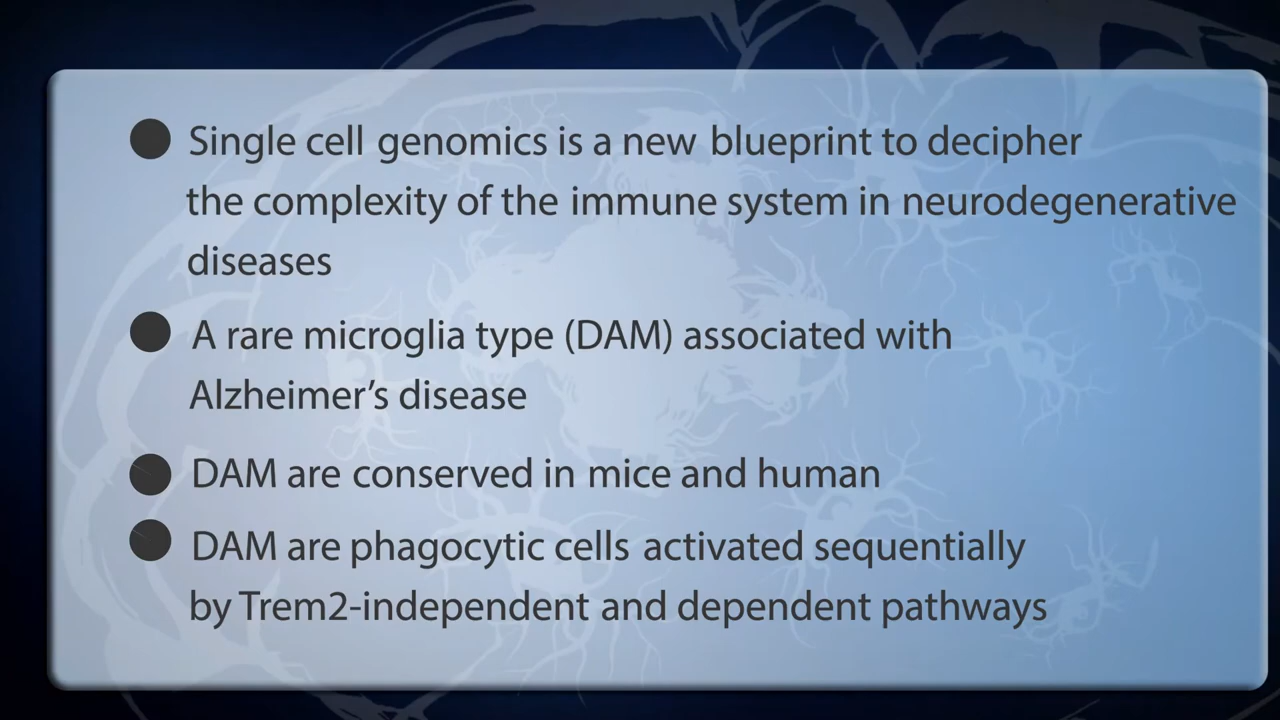 ● Single cell genomics is a new blueprint to decipher
the complexity of the immune system in neurodegenerative
diseases
● A rare microglia type (DAM) associated with
Alzheimer’s disease
● DAM are conserved in mice and human
● DAM are phagocytic cells activated sequentially
by Trem2-independent and dependent pathways